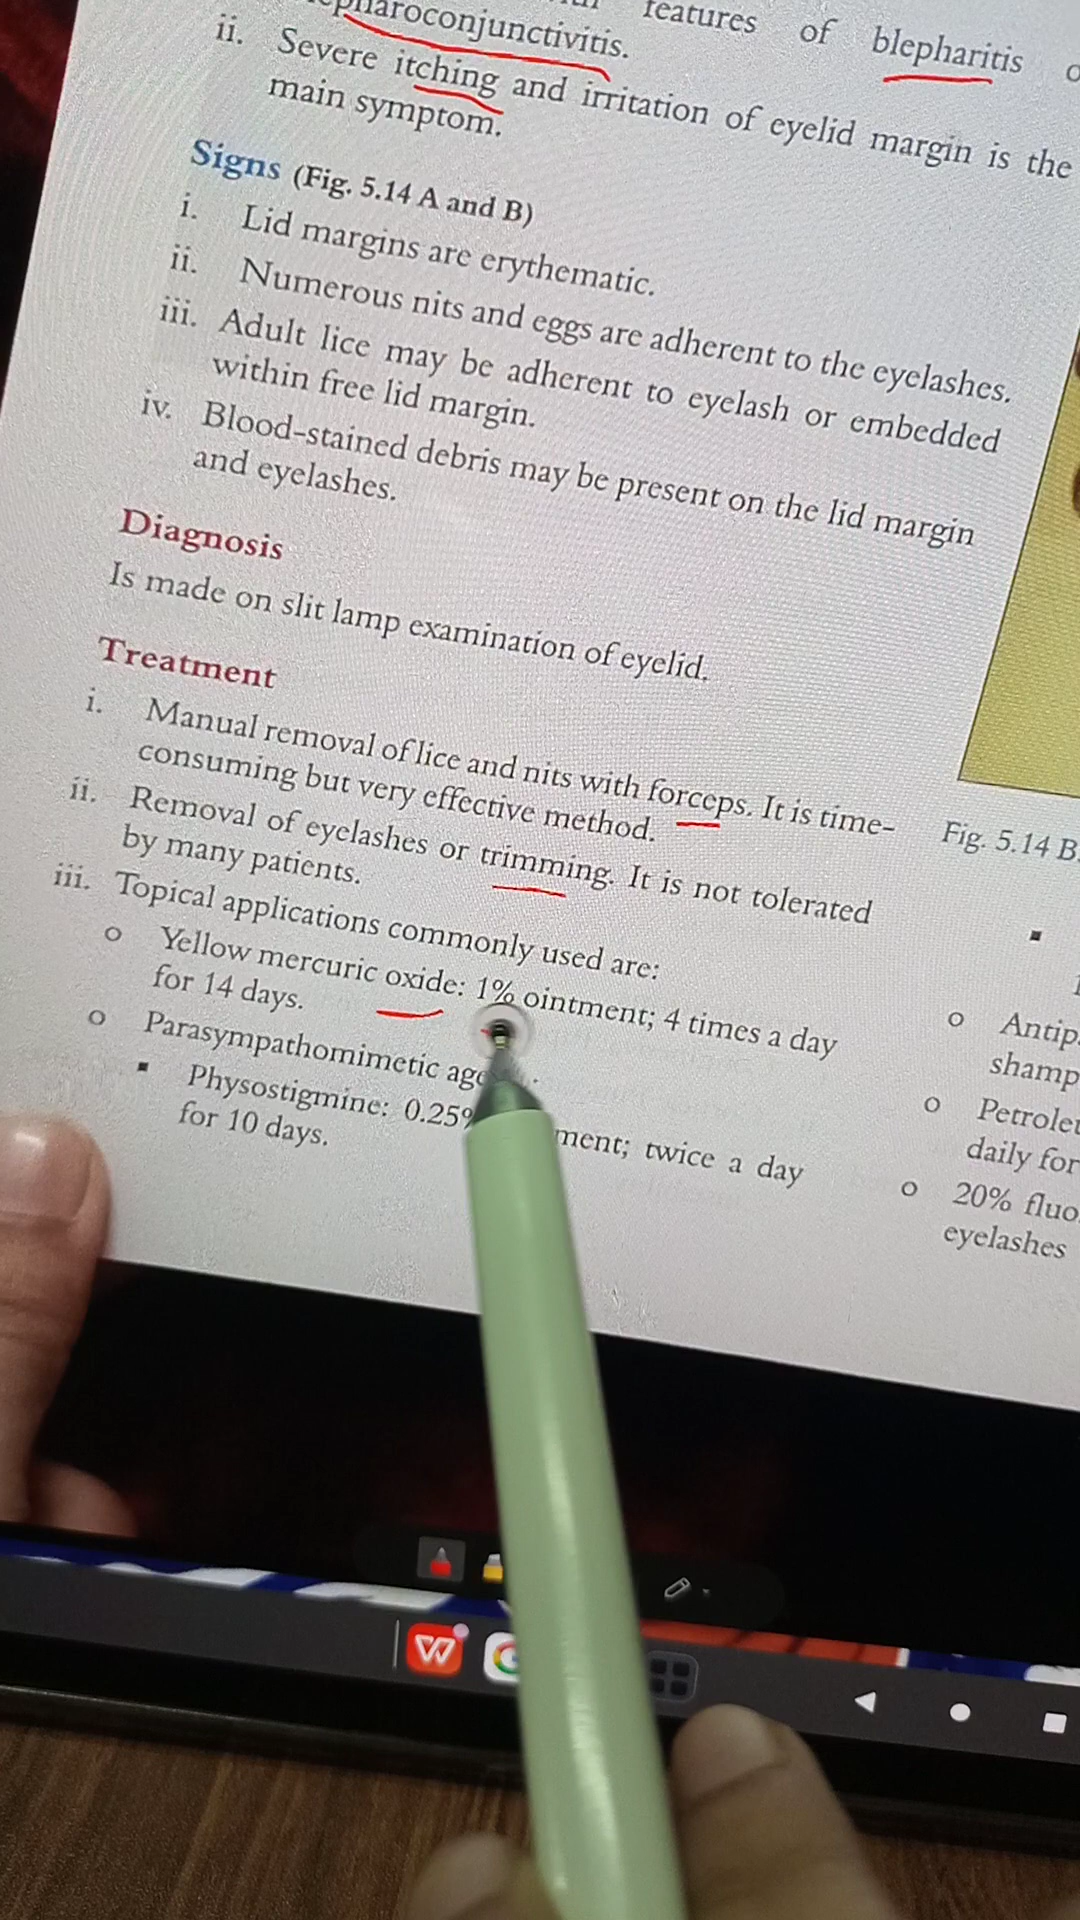 features of blepharitis
pharoconjunctivitis.
ii. Severe itching and irritation of eyelid margin is the
main symptom.
Signs (Fig. 5.14 A and B)
i. Lid margins are erythematic.
ii. Numerous nits and eggs are adherent to the eyelashes.
iii. Adult lice may be adherent to eyelash or embedded
within free lid margin.
iv. Blood-stained debris may be present on the lid margin
and eyelashes.
Diagnosis
Is made on slit lamp examination of eyelid.
Treatment
i. Manual removal of lice and nits with forceps. It is time-
consuming but very effective method.
ii. Removal of eyelashes or trimming. It is not tolerated
by many patients.
iii. Topical applications commonly used are:
o Yellow mercuric oxide: 1% ointment; 4 times a day
for 14 days.
o Parasympathomimetic age
▪ Physostigmine: 0.25% ment; twice a day
for 10 days.
Fig. 5.14 B
▪
o Antip
shamp
o Petrole
daily for
o 20% fluo
eyelashes